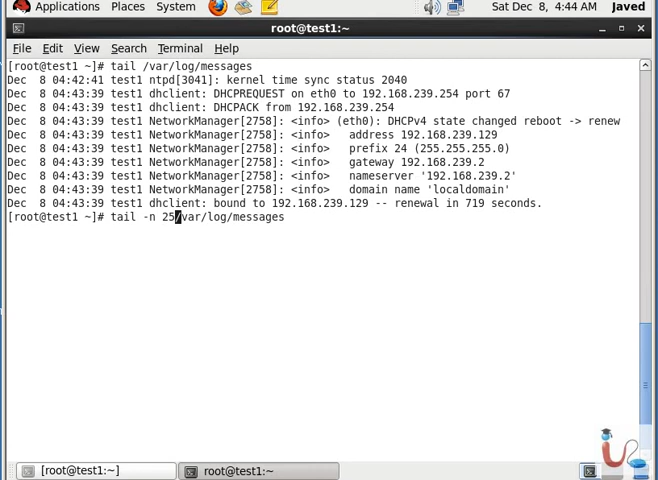 Applications Places System Sat Dec 8, 4:44 AM Javed
root@test1:~
File Edit View Search Terminal Help
[root@test1 ~]# tail /var/log/messages
Dec  8 04:42:41 test1 ntpd[3041]: kernel time sync status 2040
Dec  8 04:43:39 test1 dhclient: DHCPREQUEST on eth0 to 192.168.239.254 port 67
Dec  8 04:43:39 test1 dhclient: DHCPACK from 192.168.239.254
Dec  8 04:43:39 test1 NetworkManager[2758]: <info> (eth0): DHCPv4 state changed reboot -> renew
Dec  8 04:43:39 test1 NetworkManager[2758]: <info>   address 192.168.239.129
Dec  8 04:43:39 test1 NetworkManager[2758]: <info>   prefix 24 (255.255.255.0)
Dec  8 04:43:39 test1 NetworkManager[2758]: <info>   gateway 192.168.239.2
Dec  8 04:43:39 test1 NetworkManager[2758]: <info>   nameserver '192.168.239.2'
Dec  8 04:43:39 test1 NetworkManager[2758]: <info>   domain name 'localdomain'
Dec  8 04:43:39 test1 dhclient: bound to 192.168.239.129 -- renewal in 719 seconds.
[root@test1 ~]# tail -n 25/var/log/messages
[root@test1:~] root@test1:~